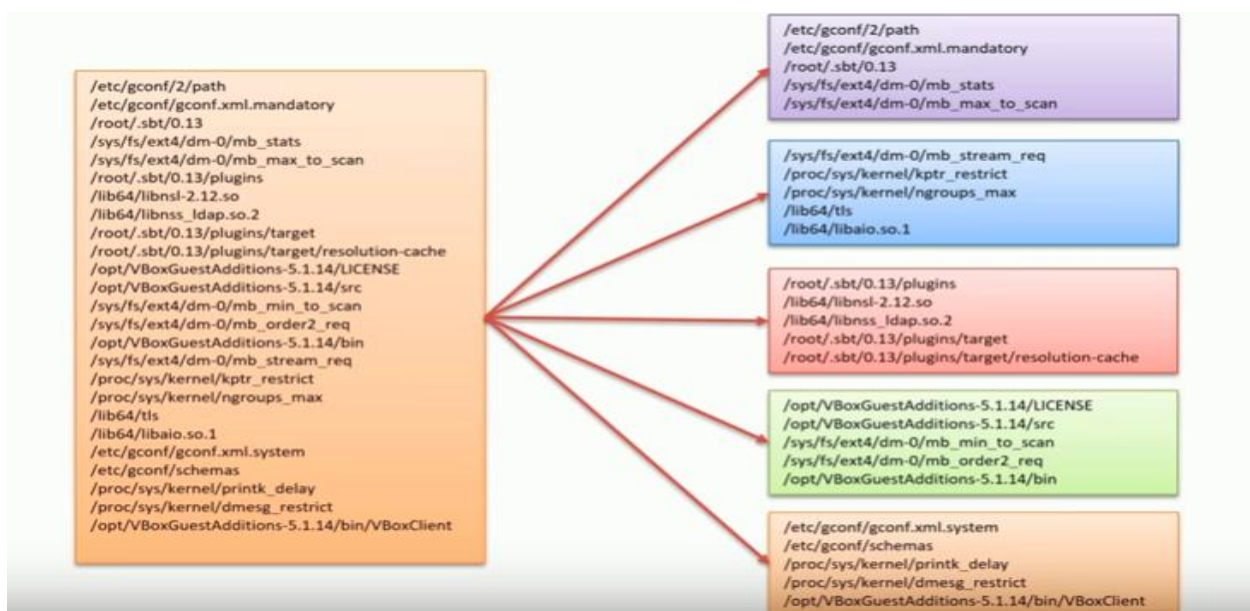 /etc/gconf/2/path
/etc/gconf/gconf.xml.mandatory
/root/.sbt/0.13
/sys/fs/ext4/dm-0/mb_stats
/sys/fs/ext4/dm-0/mb_max_to_scan
/root/.sbt/0.13/plugins
/lib64/libnsl-2.12.so
/lib64/libnss_ldap.so.2
/root/.sbt/0.13/plugins/target
/root/.sbt/0.13/plugins/target/resolution-cache
/opt/VBoxGuestAdditions-5.1.14/LICENSE
/opt/VBoxGuestAdditions-5.1.14/src
/sys/fs/ext4/dm-0/mb_min_to_scan
/sys/fs/ext4/dm-0/mb_order2_req
/opt/VBoxGuestAdditions-5.1.14/bin
/sys/fs/ext4/dm-0/mb_stream_req
/proc/sys/kernel/kptr_restrict
/proc/sys/kernel/ngroups_max
/lib64/tls
/lib64/libaio.so.1
/etc/gconf/gconf.xml.system
/etc/gconf/schemas
/proc/sys/kernel/printk_delay
/proc/sys/kernel/dmesg_restrict
/opt/VBoxGuestAdditions-5.1.14/bin/VBoxClient
/etc/gconf/2/path
/etc/gconf/gconf.xml.mandatory
/root/.sbt/0.13
/sys/fs/ext4/dm-0/mb_stats
/sys/fs/ext4/dm-0/mb_max_to_scan
/sys/fs/ext4/dm-0/mb_stream_req
/proc/sys/kernel/kptr_restrict
/proc/sys/kernel/ngroups_max
/lib64/tls
/lib64/libaio.so.1
/root/.sbt/0.13/plugins
/lib64/libnsl-2.12.so
/lib64/libnss_ldap.so.2
/root/.sbt/0.13/plugins/target
/root/.sbt/0.13/plugins/target/resolution-cache
/opt/VBoxGuestAdditions-5.1.14/LICENSE
/opt/VBoxGuestAdditions-5.1.14/src
/sys/fs/ext4/dm-0/mb_min_to_scan
/sys/fs/ext4/dm-0/mb_order2_req
/opt/VBoxGuestAdditions-5.1.14/bin
/etc/gconf/gconf.xml.system
/etc/gconf/schemas
/proc/sys/kernel/printk_delay
/proc/sys/kernel/dmesg_restrict
/opt/VBoxGuestAdditions-5.1.14/bin/VBoxClient